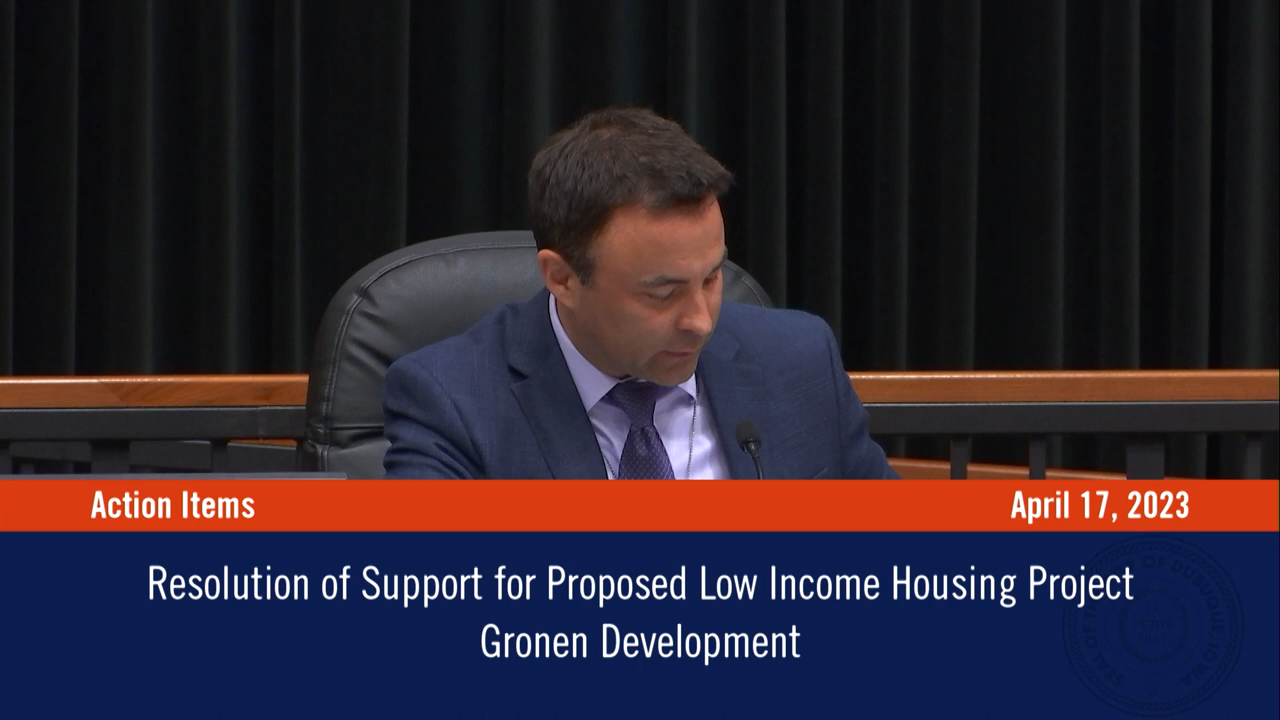 Action Items
April 17, 2023
Resolution of Support for Proposed Low Income Housing Project
Gronen Development